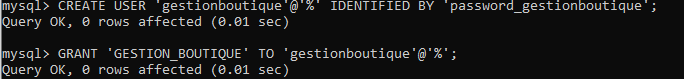 mysql> CREATE USER 'gestionboutique'@'%' IDENTIFIED BY 'password_gestionboutique';
Query OK, 0 rows affected (0.01 sec)
mysql> GRANT 'GESTION_BOUTIQUE' TO 'gestionboutique'@'%';
Query OK, 0 rows affected (0.01 sec)